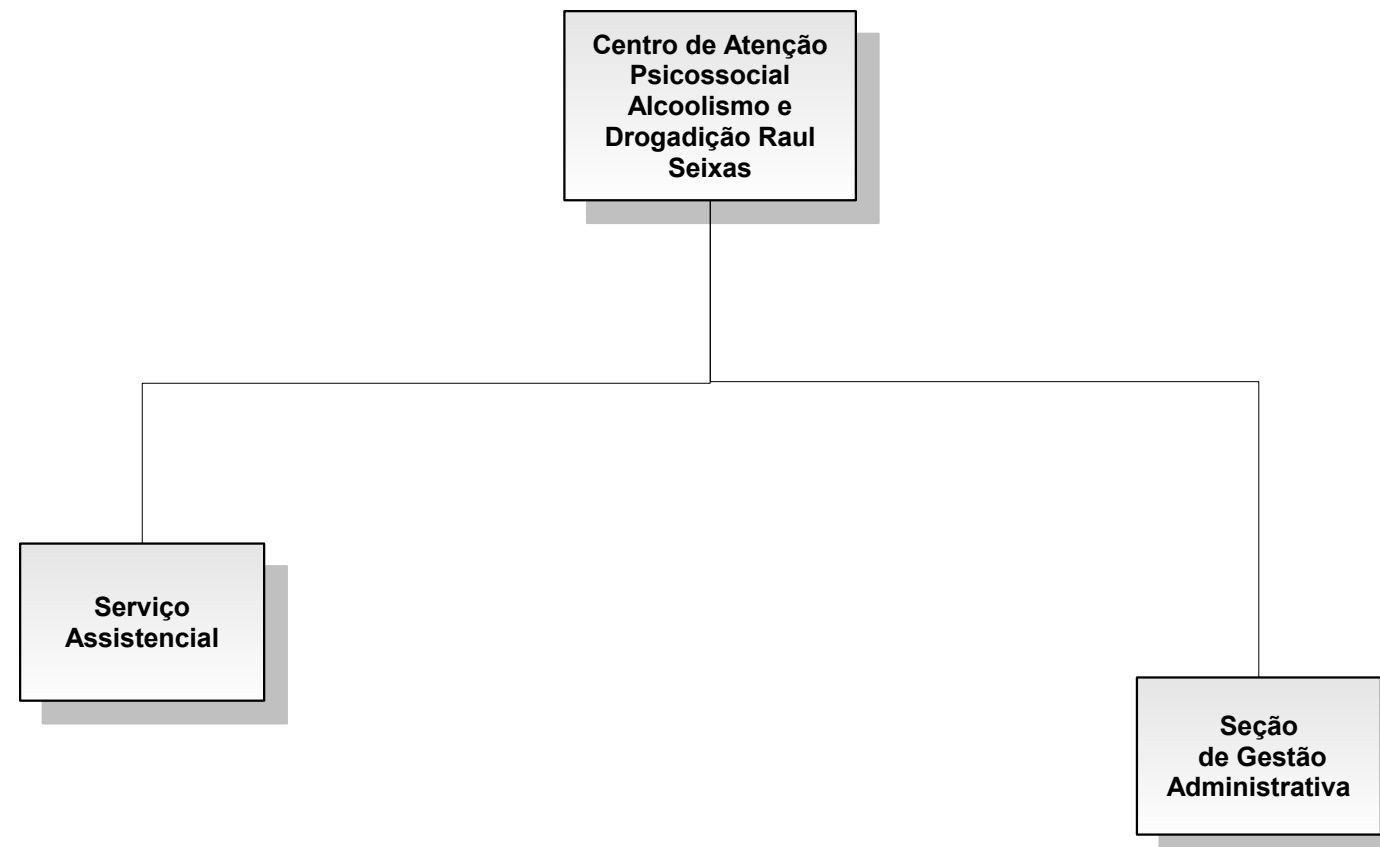 Centro de Atenção
Psicossocial
Alcoolismo e
Drogadição Raul
Seixas
Serviço
Assistencial
Seção
de Gestão
Administrativa